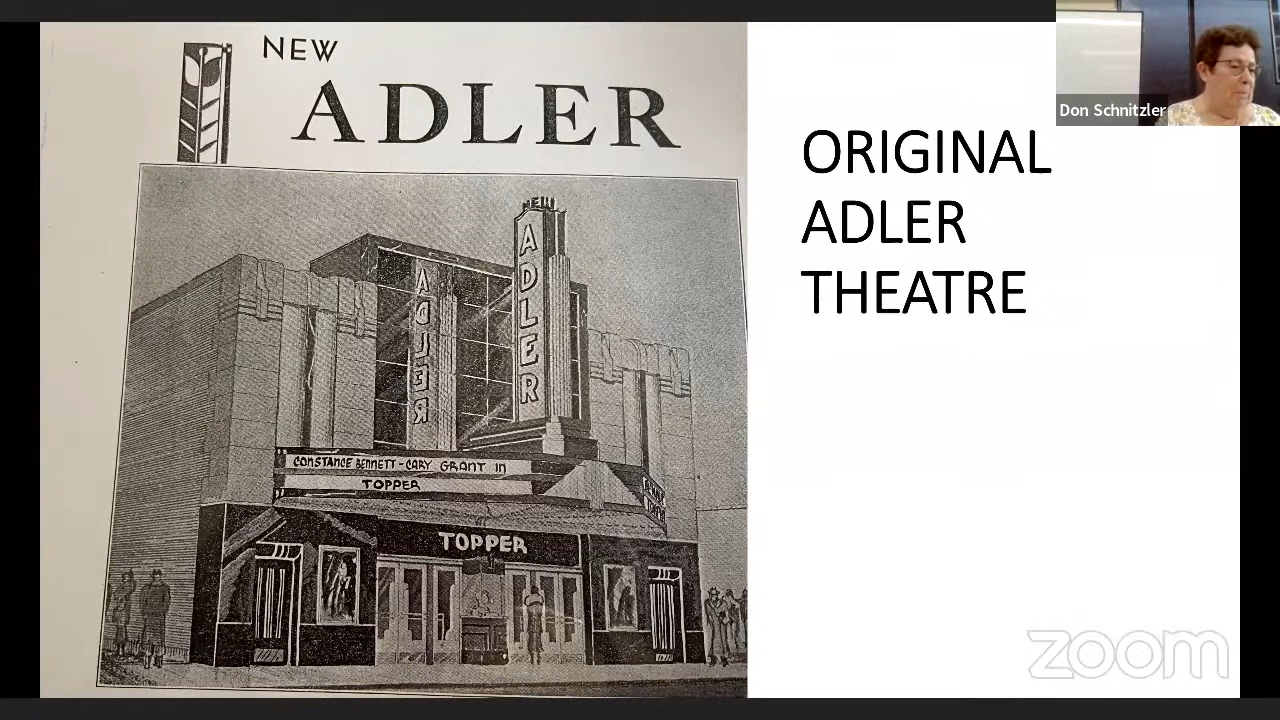 NEW
ADLER
NEW
ADLER
ADLER
CONSTANCE BENNETT - CARY GRANT IN
TOPPER
TOPPER
ORIGINAL
ADLER
THEATRE
Don Schnitzler
zoom